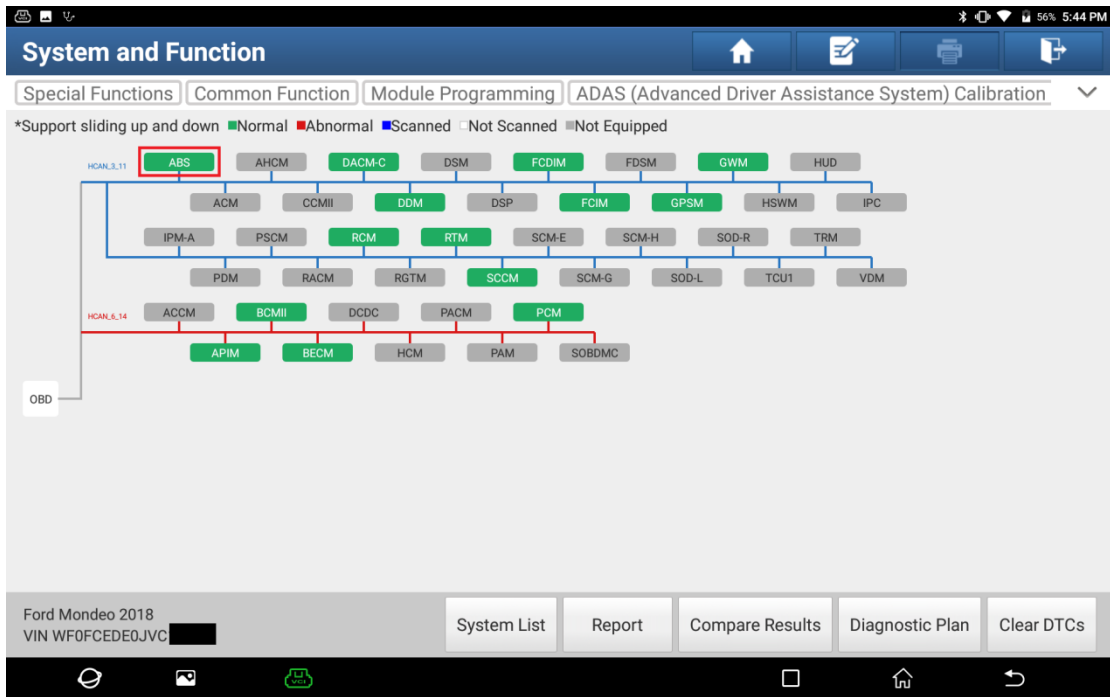 56% 5:44 PM
System and Function
Special Functions Common Function Module Programming ADAS (Advanced Driver Assistance System) Calibration
*Support sliding up and down Normal Abnormal Scanned Not Scanned Not Equipped
HCAN_3_11 ABS AHCM DACM-C DSM FCDIM FDSM GWM HUD
ACM CCMII DDM DSP FCIM GPSM HSWM IPC
IPM-A PSCM RCM RTM SCM-E SCM-H SOD-R TRM
PDM RACM RGTM SCCM SCM-G SOD-L TCU1 VDM
HCAN_6_14 ACCM BCMII DCDC PACM PCM
APIM BECM HCM PAM SOBDMC
OBD
Ford Mondeo 2018
VIN WF0FCEDE0JVC
System List Report Compare Results Diagnostic Plan Clear DTCs
VCI